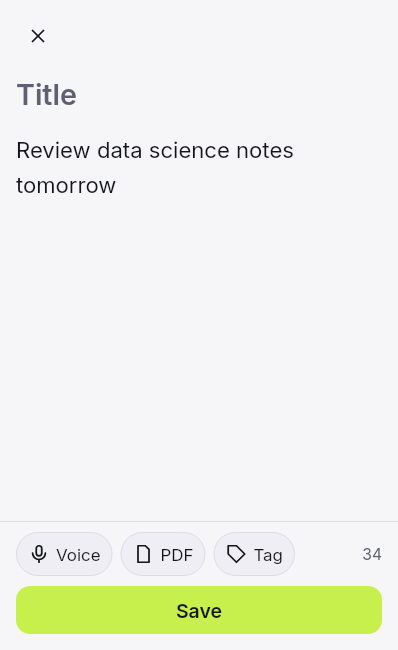 Title
Review data science notes
tomorrow
Voice
PDF
Tag
34
Save